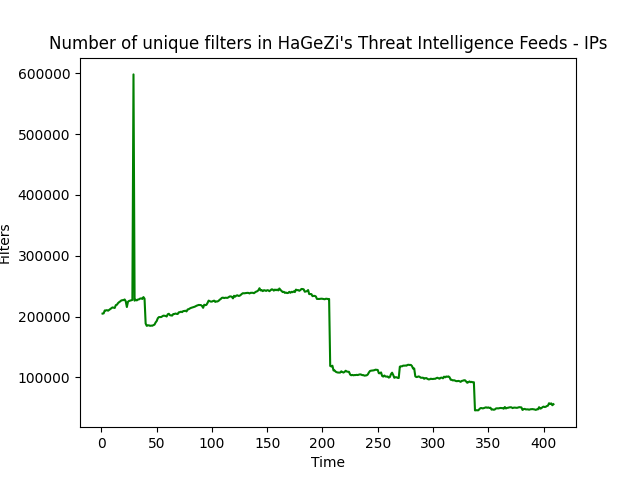 Number of unique filters in HaGeZi's Threat Intelligence Feeds - IPs
600000
500000
400000
300000
200000
100000
Filters
0 50 100 150 200 250 300 350 400
Time